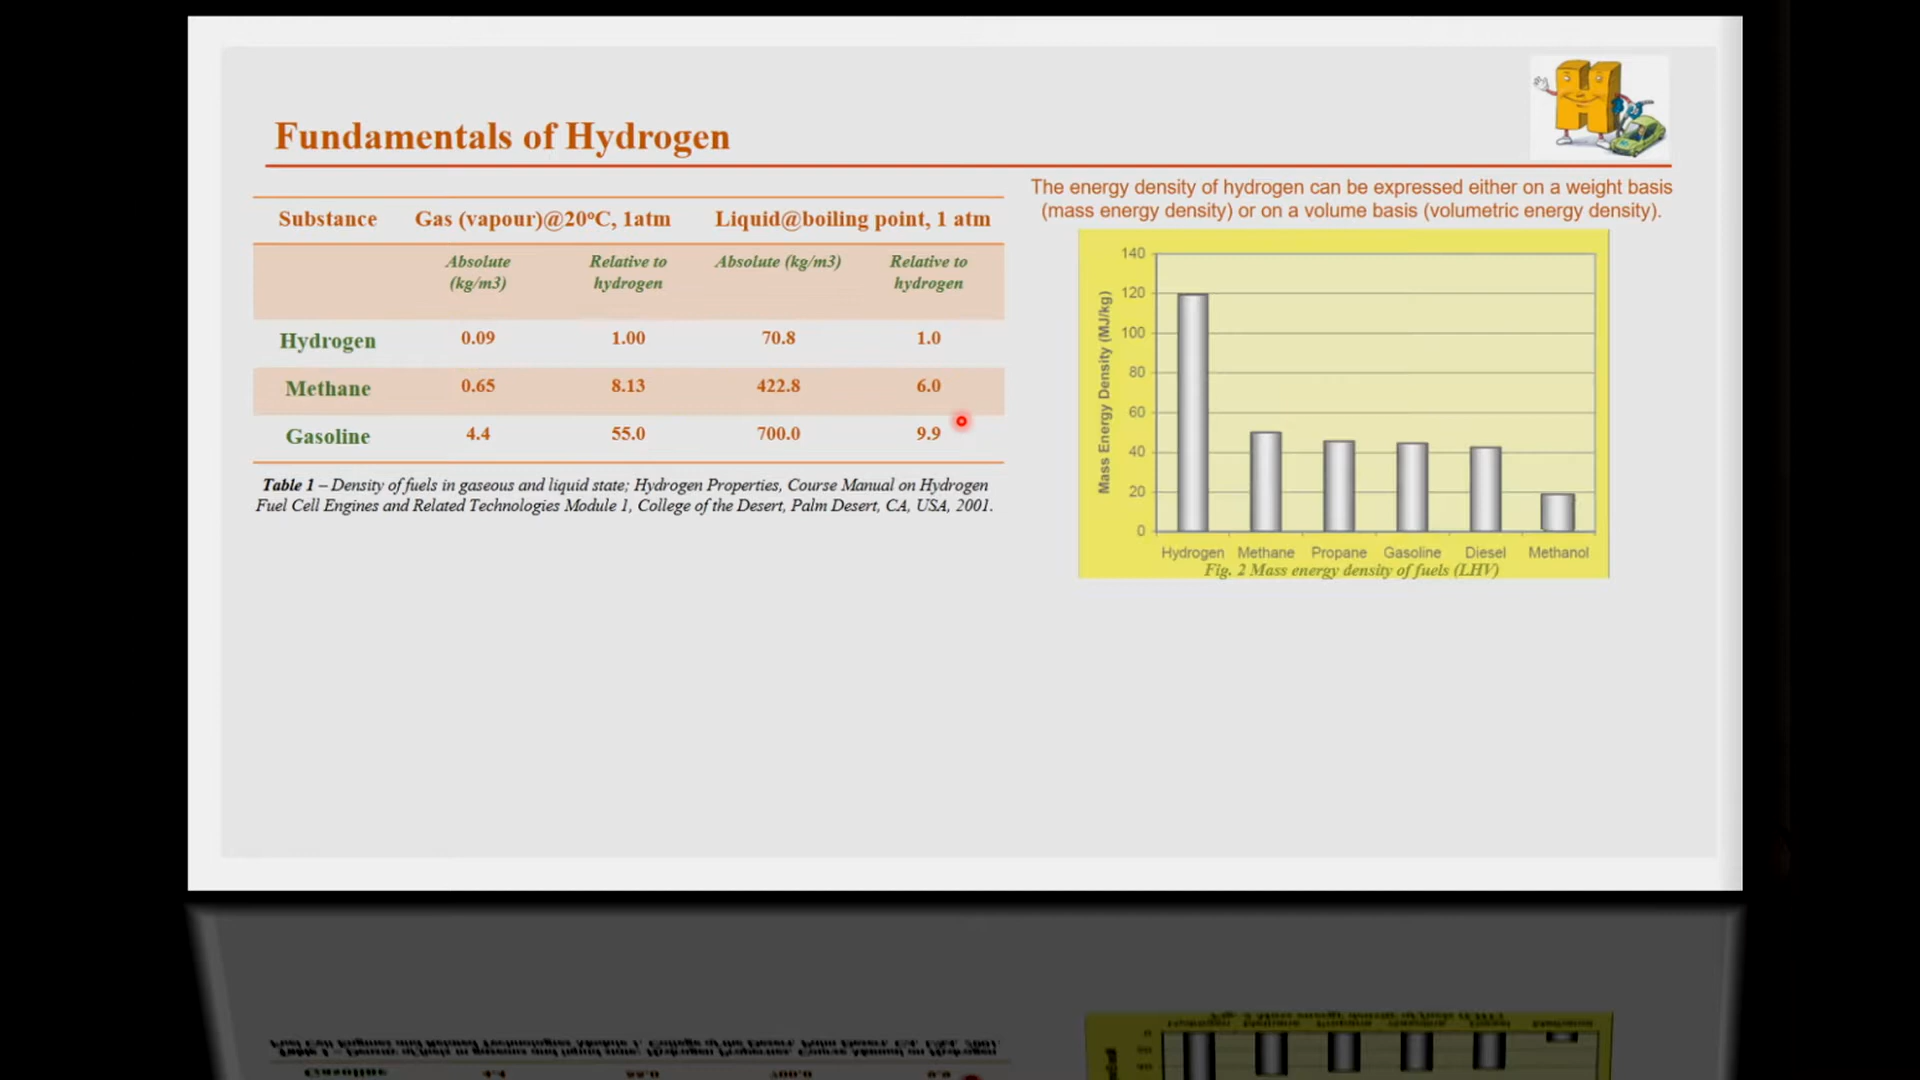 Fundamentals of Hydrogen
Substance Gas (vapour)@20°C, 1atm Liquid@boiling point, 1 atm
Absolute (kg/m3) Relative to hydrogen Absolute (kg/m3) Relative to hydrogen
Hydrogen 0.09 1.00 70.8 1.0
Methane 0.65 8.13 422.8 6.0
Gasoline 4.4 55.0 700.0 9.9
Table 1 – Density of fuels in gaseous and liquid state; Hydrogen Properties, Course Manual on Hydrogen
Fuel Cell Engines and Related Technologies Module 1, College of the Desert, Palm Desert, CA, USA, 2001.
The energy density of hydrogen can be expressed either on a weight basis
(mass energy density) or on a volume basis (volumetric energy density).
Mass Energy Density (MJ/kg)
140
120
100
80
60
40
20
0
Hydrogen Methane Propane Gasoline Diesel Methanol
Fig. 2 Mass energy density of fuels (LHV)